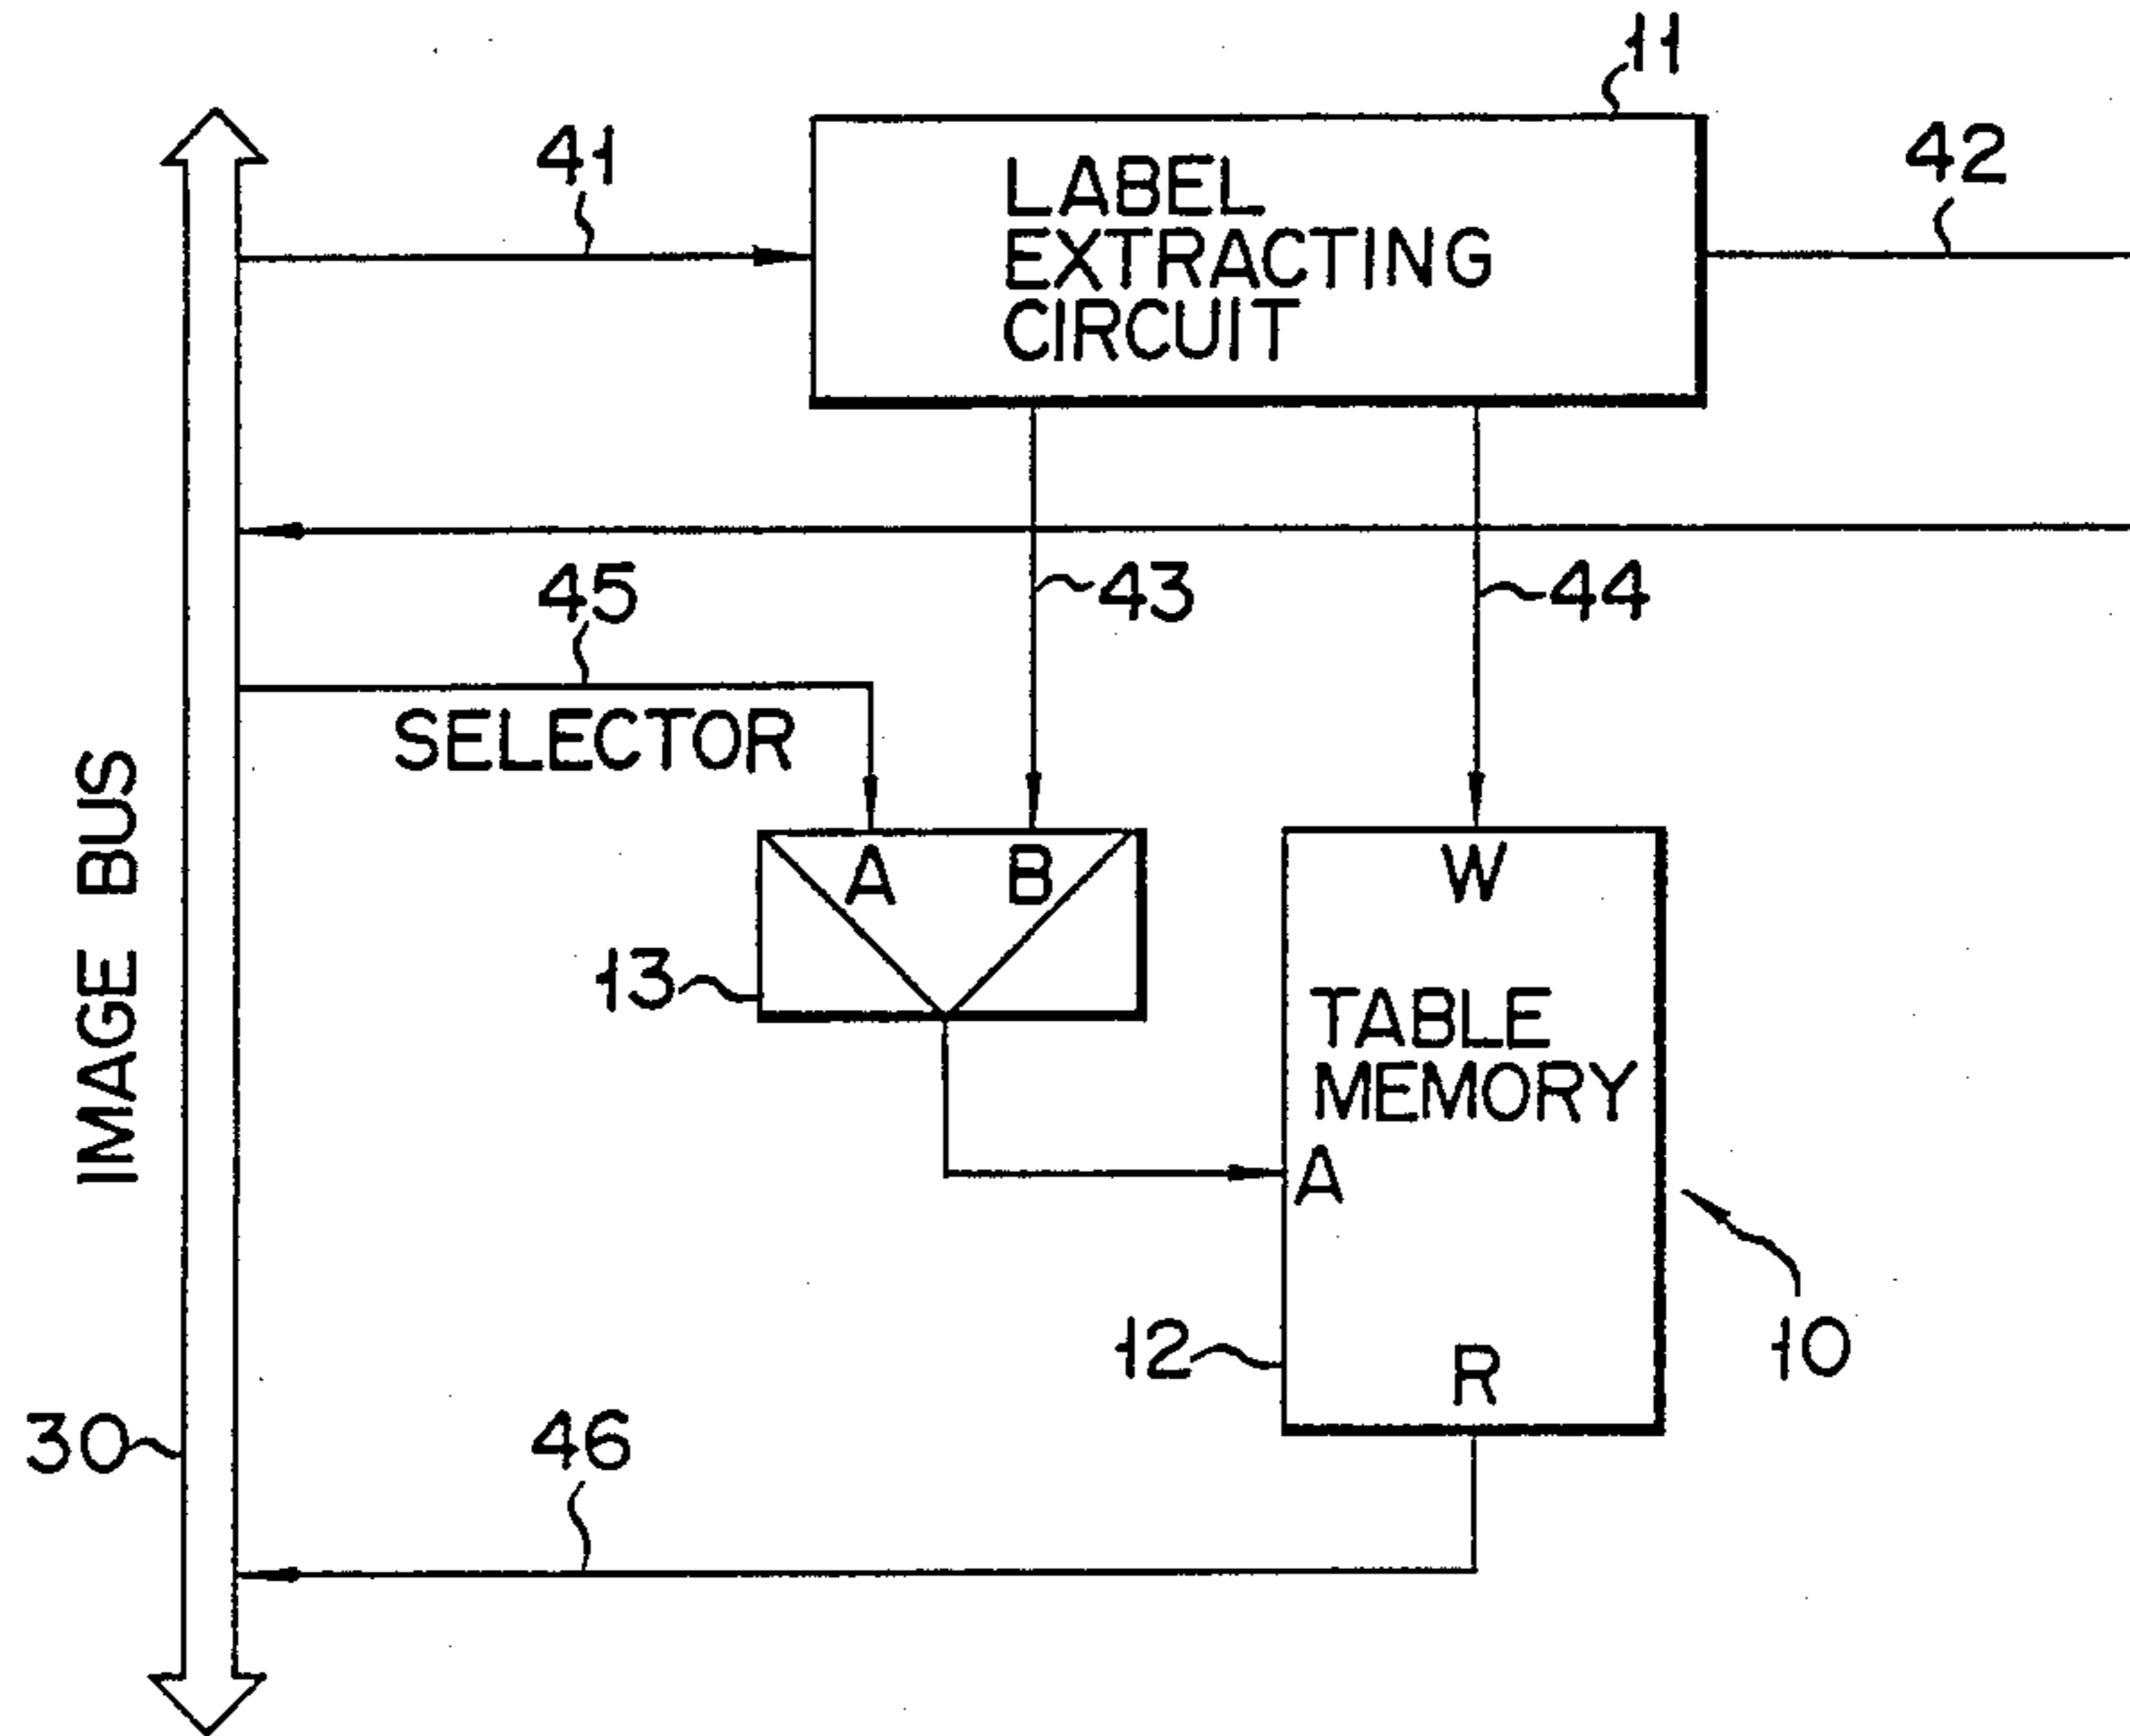 11
41
42
LABEL
EXTRACTING
CIRCUIT
45
43
44
SELECTOR
IMAGE BUS
A B
W
13
TABLE
MEMORY
A
12
R
10
30
46